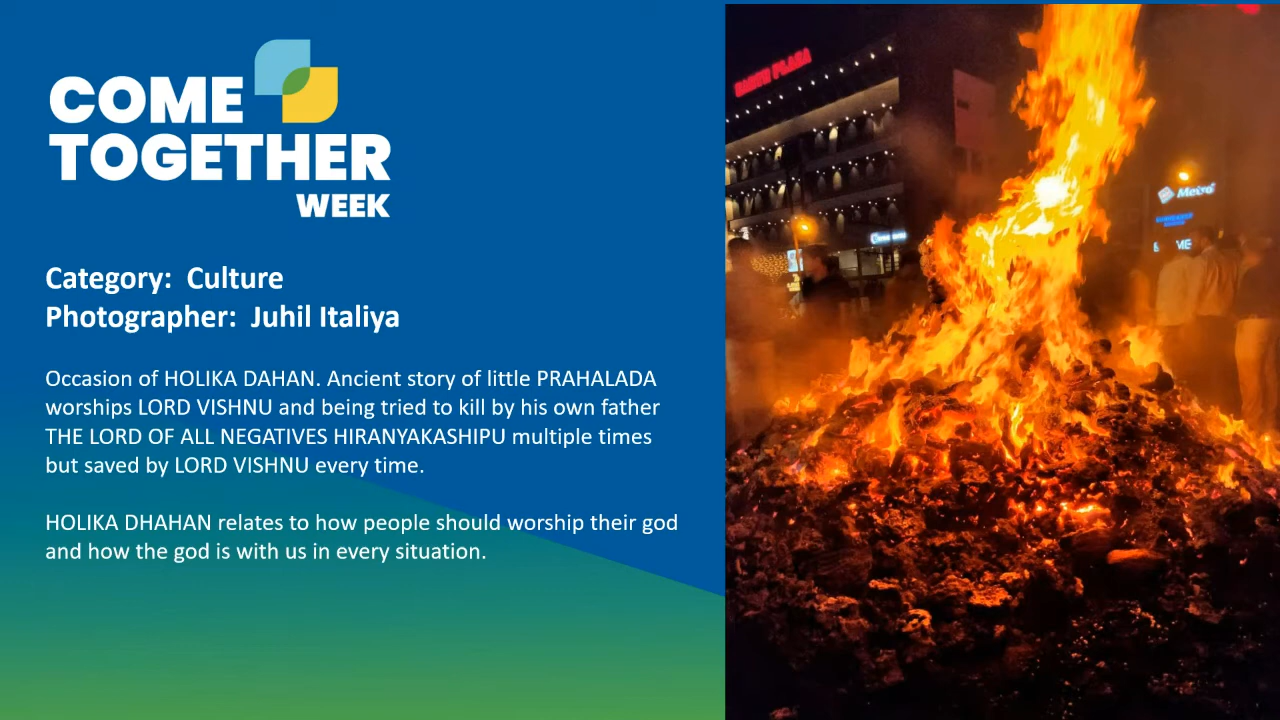 COME
TOGETHER
WEEK
Category: Culture
Photographer: Juhil Italiya
Occasion of HOLIKA DAHAN. Ancient story of little PRAHALADA
worships LORD VISHNU and being tried to kill by his own father
THE LORD OF ALL NEGATIVES HIRANYAKASHIPU multiple times
but saved by LORD VISHNU every time.
HOLIKA DHAHAN relates to how people should worship their god
and how the god is with us in every situation.
PLAZA
Metro